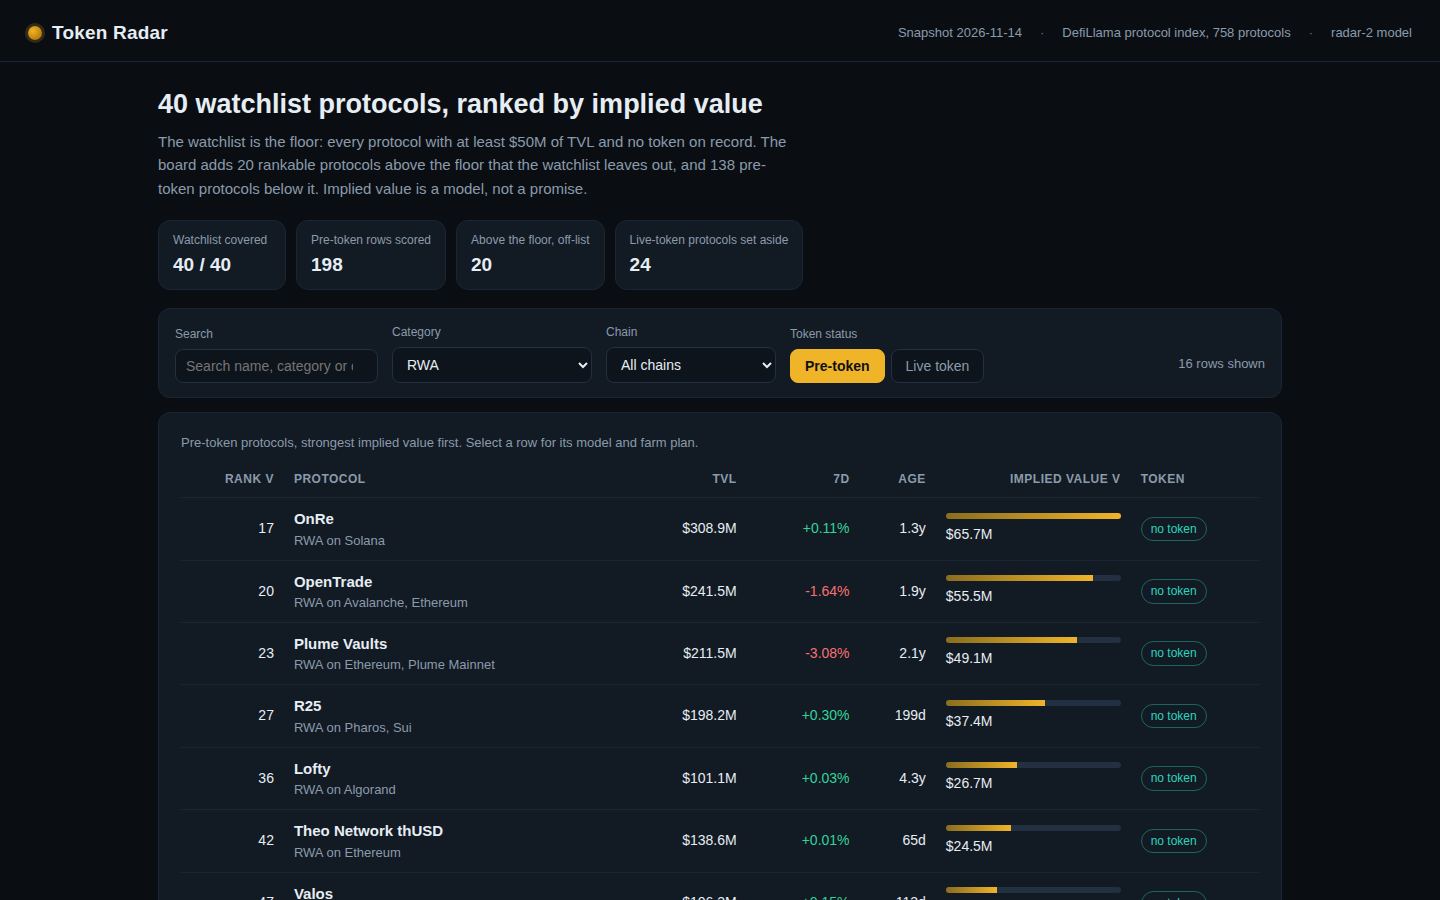 Token Radar
Snapshot 2026-11-14 · DefiLlama protocol index, 758 protocols · radar-2 model
40 watchlist protocols, ranked by implied value
The watchlist is the floor: every protocol with at least $50M of TVL and no token on record. The
board adds 20 rankable protocols above the floor that the watchlist leaves out, and 138 pre-
token protocols below it. Implied value is a model, not a promise.
Watchlist covered
40 / 40
Pre-token rows scored
198
Above the floor, off-list
20
Live-token protocols set aside
24
Search
Search name, category or
Category
RWA
Chain
All chains
Token status
Pre-token
Live token
16 rows shown
Pre-token protocols, strongest implied value first. Select a row for its model and farm plan.
RANK V PROTOCOL TVL 7D AGE IMPLIED VALUE V TOKEN
17 OnRe $308.9M +0.11% 1.3y $65.7M no token
RWA on Solana
20 OpenTrade $241.5M -1.64% 1.9y $55.5M no token
RWA on Avalanche, Ethereum
23 Plume Vaults $211.5M -3.08% 2.1y $49.1M no token
RWA on Ethereum, Plume Mainnet
27 R25 $198.2M +0.30% 199d $37.4M no token
RWA on Pharos, Sui
36 Lofty $101.1M +0.03% 4.3y $26.7M no token
RWA on Algorand
42 Theo Network thUSD $138.6M +0.01% 65d $24.5M no token
RWA on Ethereum
Valos